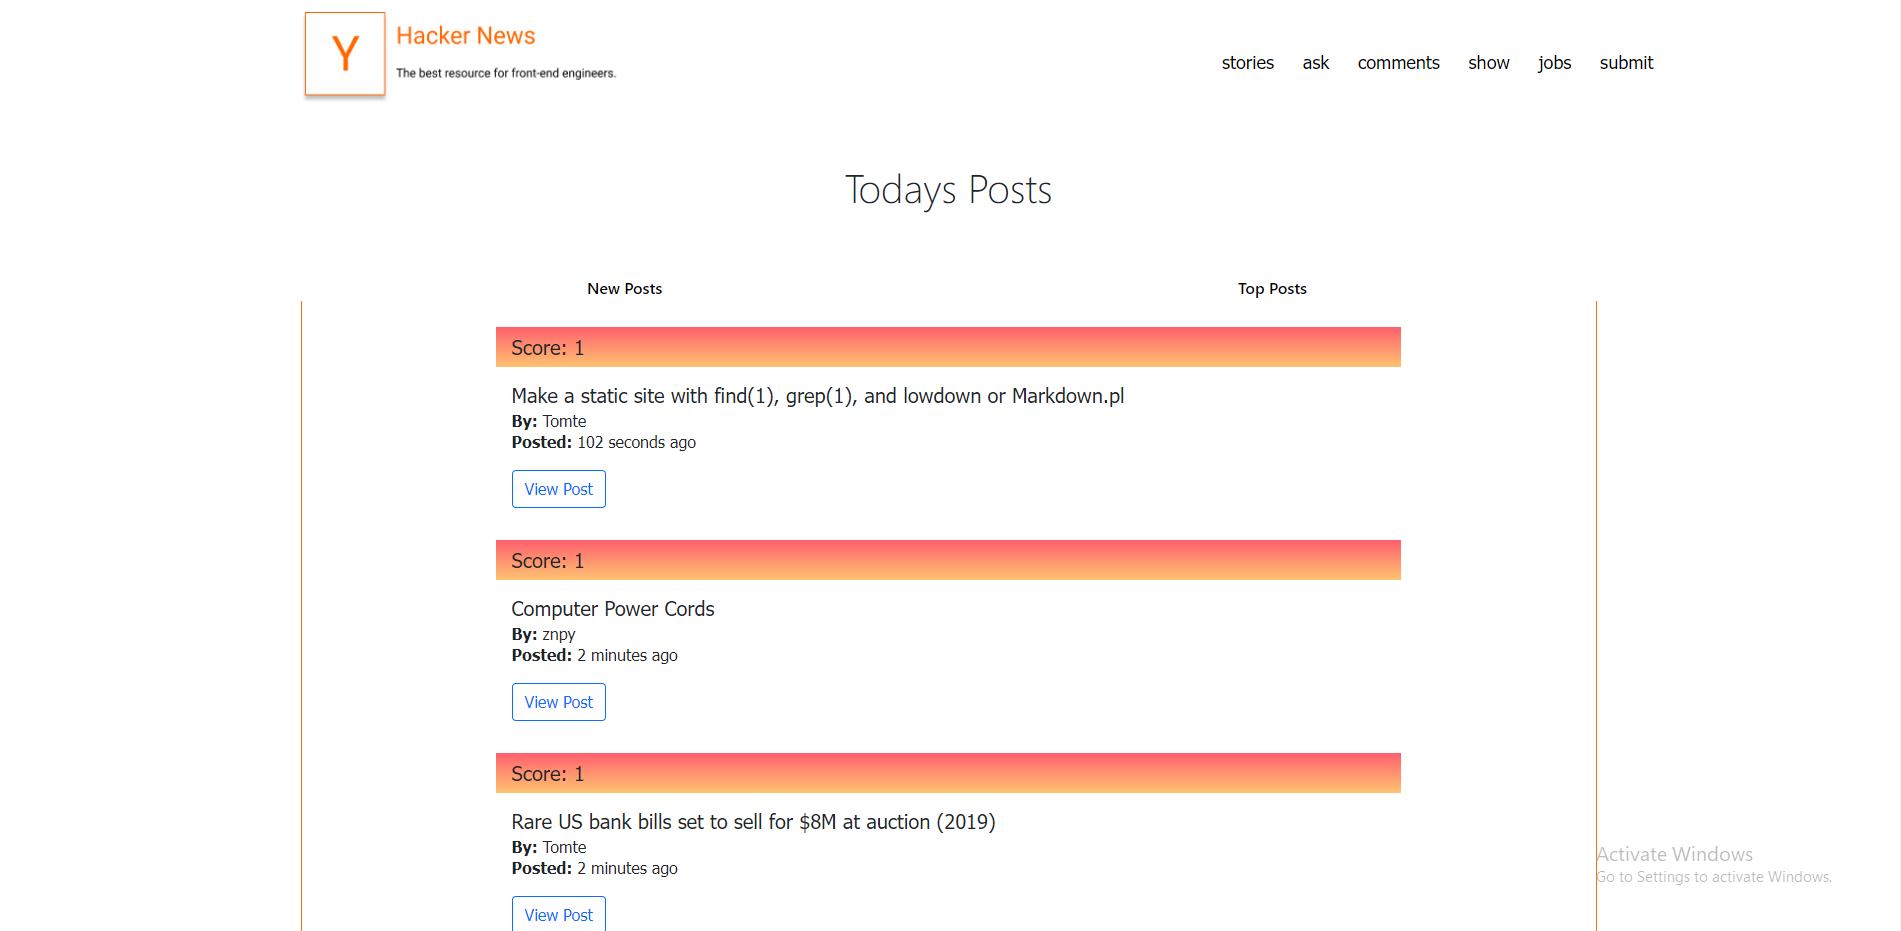 Y
Hacker News
The best resource for front-end engineers.
stories ask comments show jobs submit
Todays Posts
New Posts Top Posts
Score: 1
Make a static site with find(1), grep(1), and lowdown or Markdown.pl
By: Tomte
Posted: 102 seconds ago
View Post
Score: 1
Computer Power Cords
By: znpy
Posted: 2 minutes ago
View Post
Score: 1
Rare US bank bills set to sell for $8M at auction (2019)
By: Tomte
Posted: 2 minutes ago
View Post
Activate Windows
Go to Settings to activate Windows.